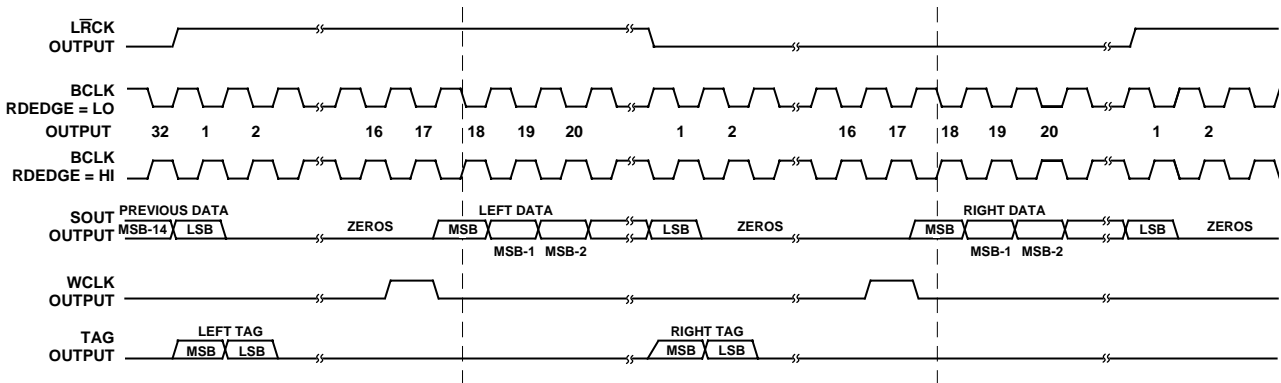 LRCK
OUTPUT
BCLK
RDEDGE = LO
OUTPUT 32 1 2 16 17 18 19 20 1 2 16 17 18 19 20 1 2
BCLK
RDEDGE = HI
SOUT
OUTPUT
PREVIOUS DATA LEFT DATA RIGHT DATA
MSB-14 LSB ZEROS MSB LSB ZEROS MSB LSB ZEROS
MSB-1 MSB-2 MSB-1 MSB-2
WCLK
OUTPUT
TAG
OUTPUT
LEFT TAG RIGHT TAG
MSB LSB MSB LSB